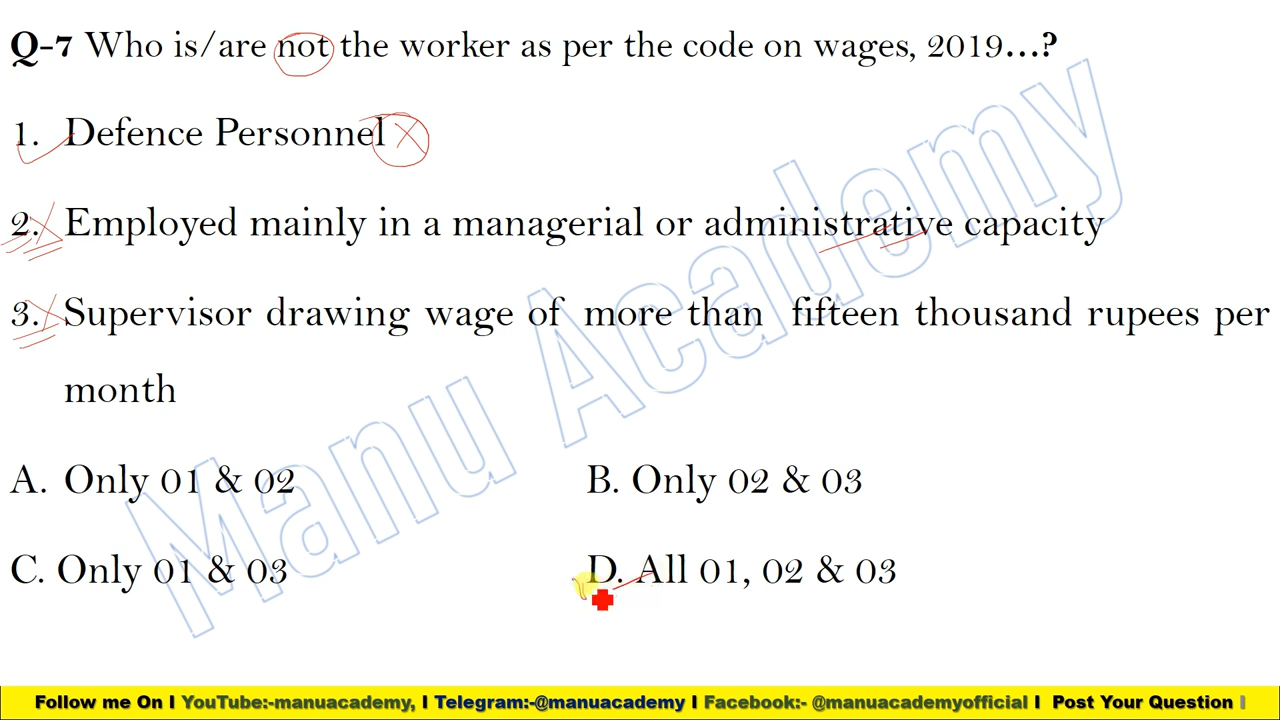 Q-7 Who is/are not the worker as per the code on wages, 2019...?
1. Defence Personnel
2. Employed mainly in a managerial or administrative capacity
3. Supervisor drawing wage of more than fifteen thousand rupees per
month
A. Only 01 & 02
B. Only 02 & 03
C. Only 01 & 03
D. All 01, 02 & 03
Manu Academy
Follow me On I YouTube:-manuacademy, I Telegram:-@manuacademy I Facebook:- @manuacademyofficial I Post Your Question I